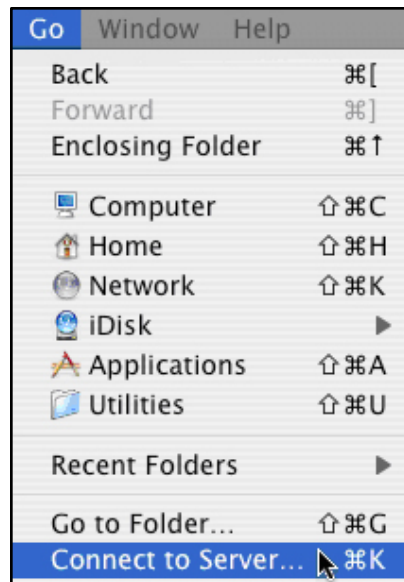 Go Window Help
Back ⌘[
Forward ⌘]
Enclosing Folder ⌘↑
Computer ⇧⌘C
Home ⇧⌘H
Network ⇧⌘K
iDisk ▶
Applications ⇧⌘A
Utilities ⇧⌘U
Recent Folders ▶
Go to Folder... ⇧⌘G
Connect to Server... ⌘K